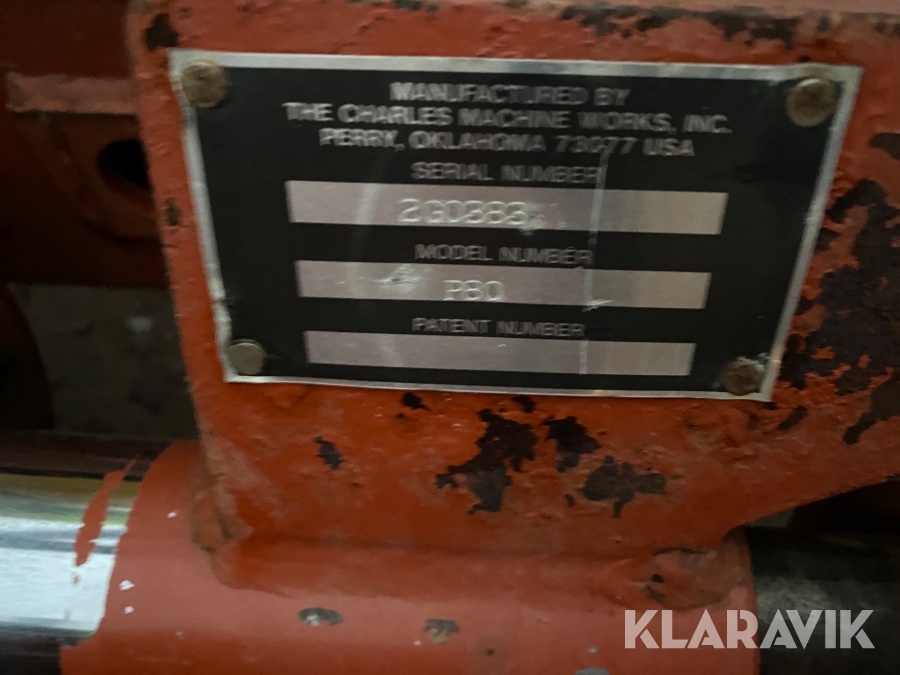 MANUFACTURED BY
THE CHARLES MACHINE WORKS, INC.
PERRY, OKLAHOMA 73077 USA
SERIAL NUMBER
2G0383
MODEL NUMBER
P80
PATENT NUMBER
KLARAVIK